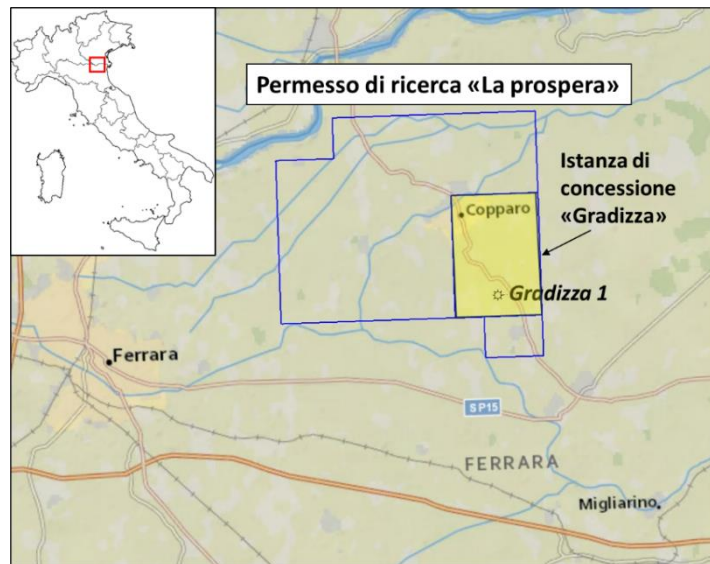 Permesso di ricerca «La prospera»
Istanza di
concessione
«Gradizza»
Copparo
Gradizza 1
Ferrara
SP15
FERRARA
Migliarino